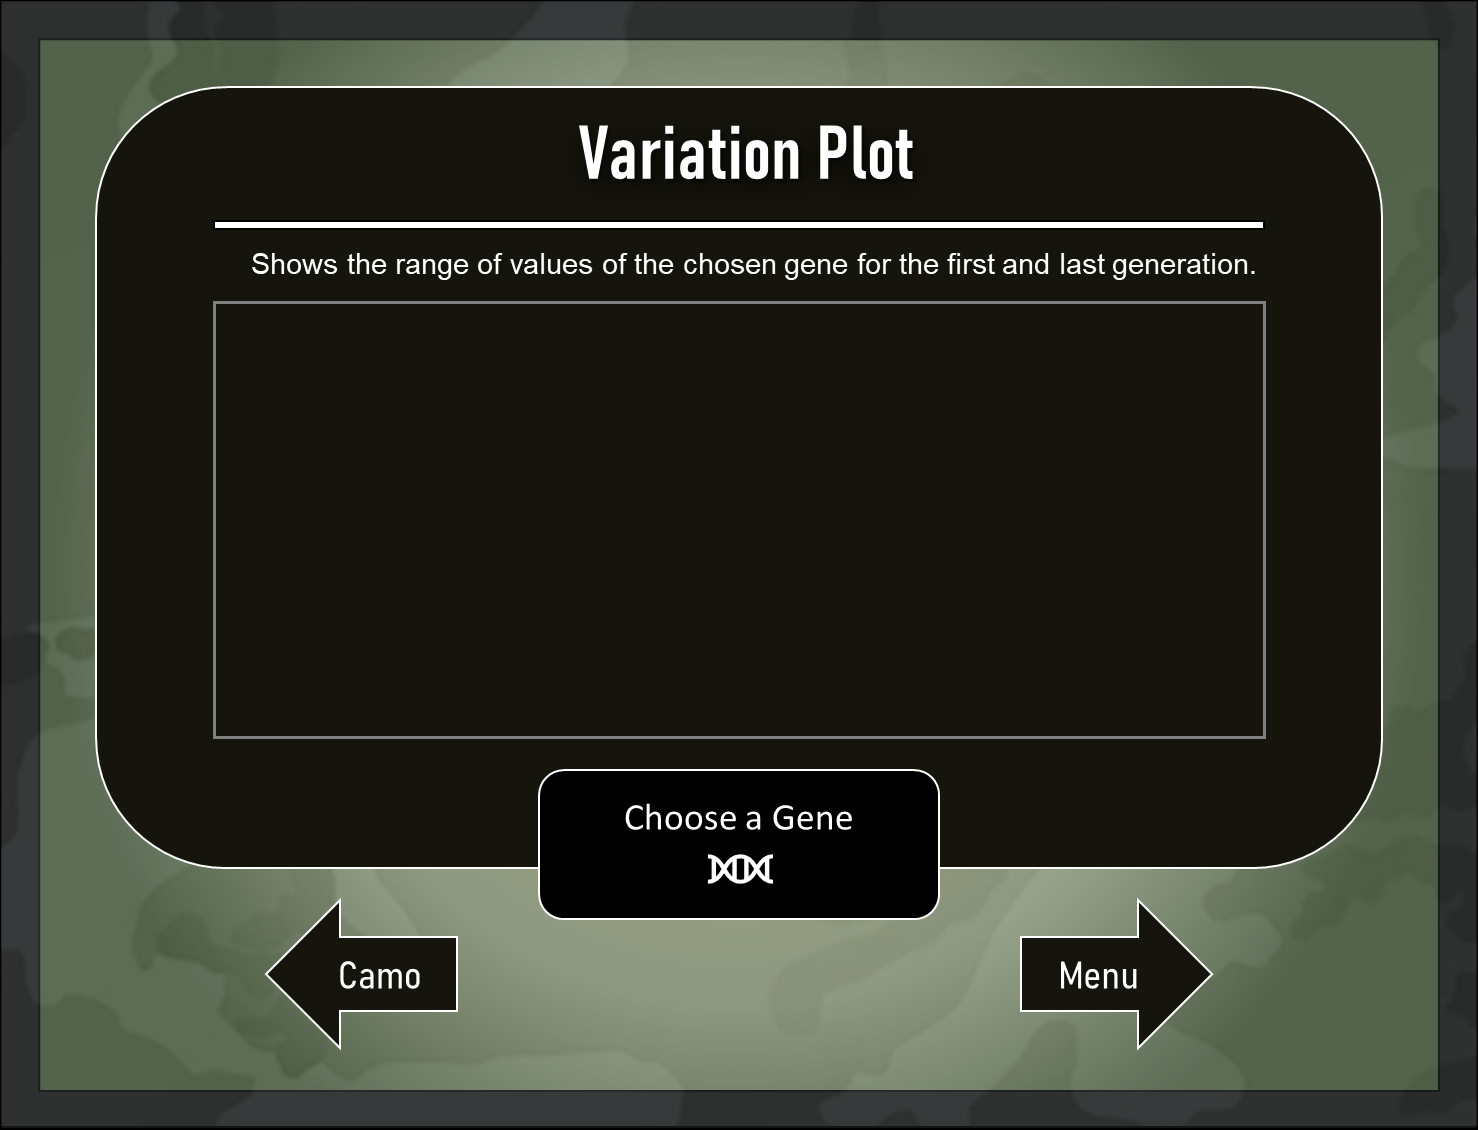 Variation Plot
Shows the range of values of the chosen gene for the first and last generation.
Choose a Gene
Camo
Menu